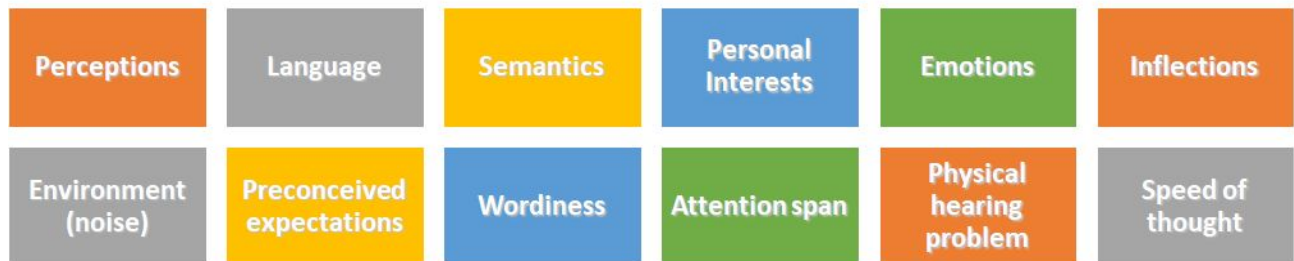 Perceptions
Language
Semantics
Personal
Interests
Emotions
Inflections
Environment
(noise)
Preconceived
expectations
Wordiness
Attention span
Physical
hearing
problem
Speed of
thought